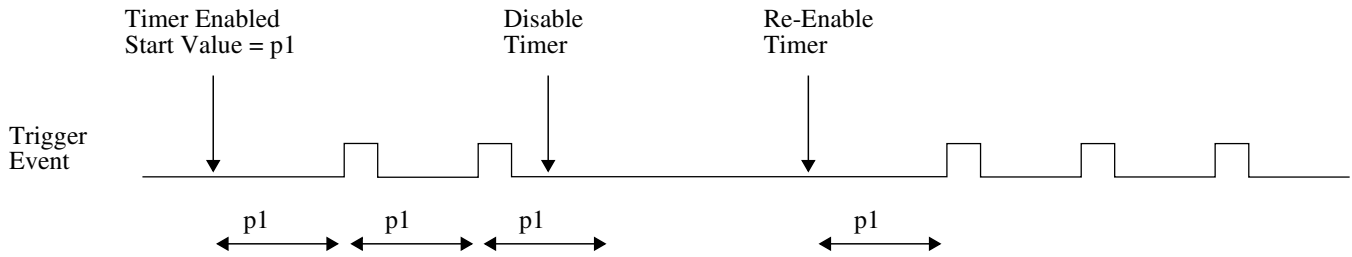 Timer Enabled
Start Value = p1
Disable
Timer
Re-Enable
Timer
Trigger
Event
p1
p1
p1
p1